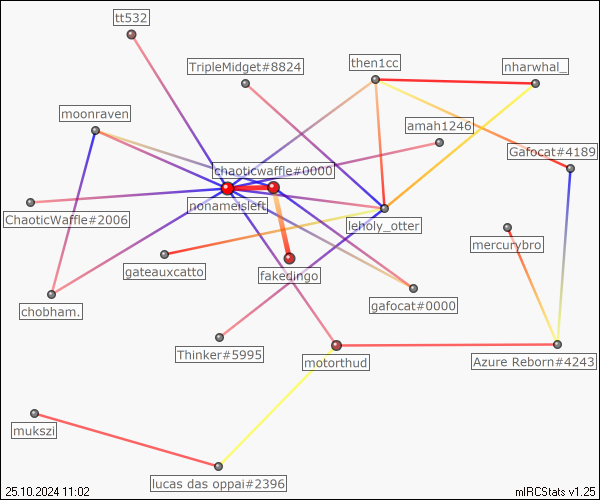 tt532
then1cc
TripleMidget#8824
nharwhal_
moonraven
amah1246
Gafocat#4189
chaoticwaffle#0000
nonameisleft
ChaoticWaffle#2006
leholy_otter
mercurybro
gateauxcatto
fakedingo
gafocat#0000
chobham.
Thinker#5995
motorthud
Azure Reborn#4243
mukszi
lucas das oppai#2396
25.10.2024 11:02
mIRCStats v1.25